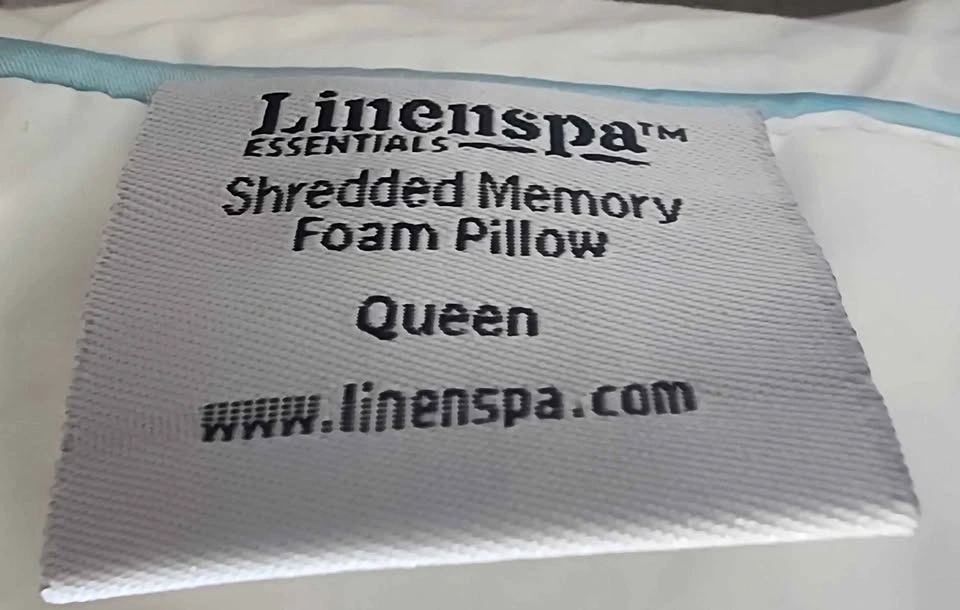 Linenspa™
ESSENTIALS
Shredded Memory
Foam Pillow
Queen
www.linenspa.com